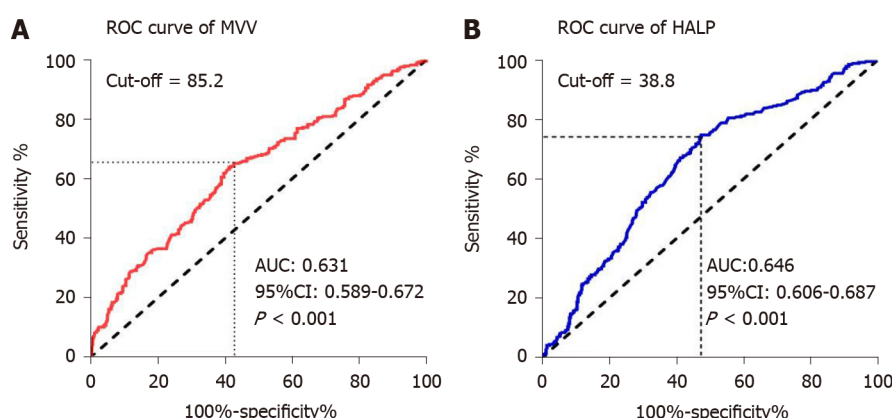 A
ROC curve of MVV
Cut-off = 85.2
Sensitivity %
100
80
60
40
20
0
AUC: 0.631
95%CI: 0.589-0.672
P < 0.001
0 20 40 60 80 100
100%-specificity%
B
ROC curve of HALP
Cut-off = 38.8
Sensitivity %
100
80
60
40
20
0
AUC:0.646
95%CI: 0.606-0.687
P < 0.001
0 20 40 60 80 100
100%-specificity%